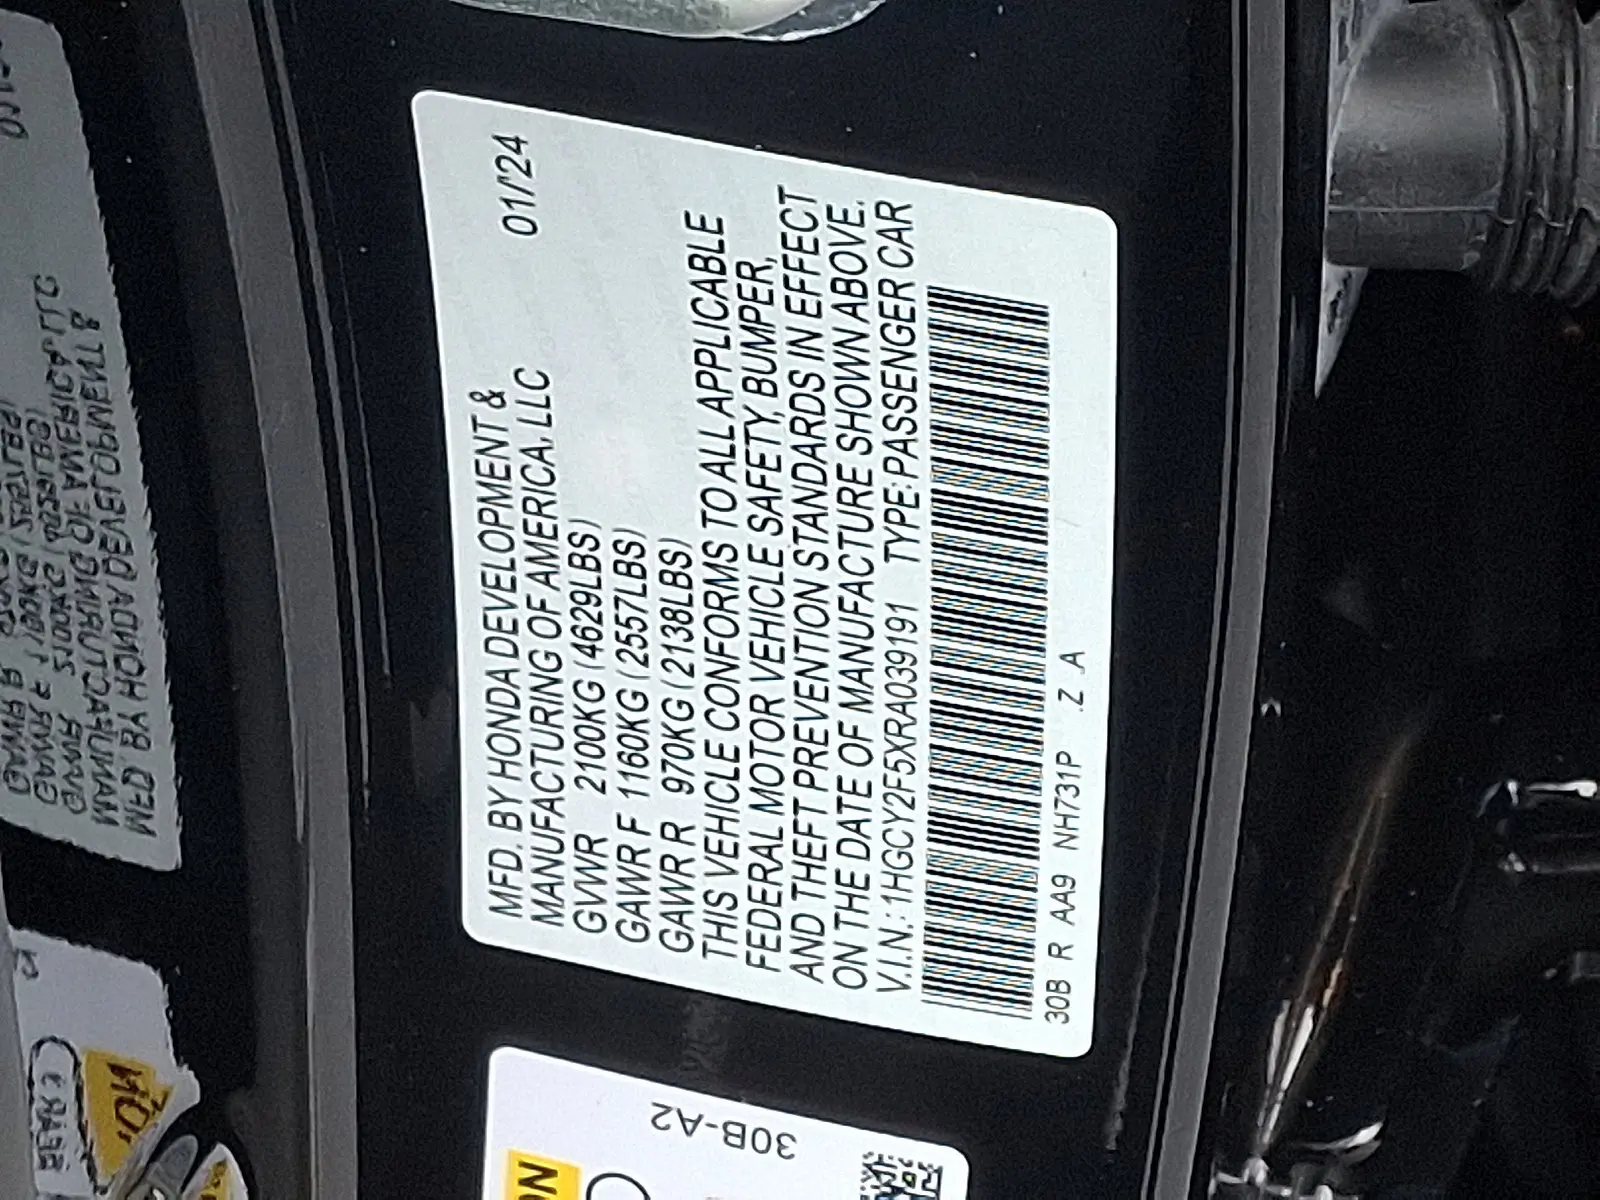 MFD. BY HONDA DEVELOPMENT &
MANUFACTURING OF AMERICA, LLC 01/'24
GVWR 2100KG (4629LBS)
GAWR F 1160KG (2557LBS)
GAWR R 970KG (2138LBS)
THIS VEHICLE CONFORMS TO ALL APPLICABLE
FEDERAL MOTOR VEHICLE SAFETY, BUMPER,
AND THEFT PREVENTION STANDARDS IN EFFECT
ON THE DATE OF MANUFACTURE SHOWN ABOVE.
V.I.N.: 1HGCY2F5XRA039191 TYPE: PASSENGER CAR
30B R AA9 NH731P .Z A
30B-A2